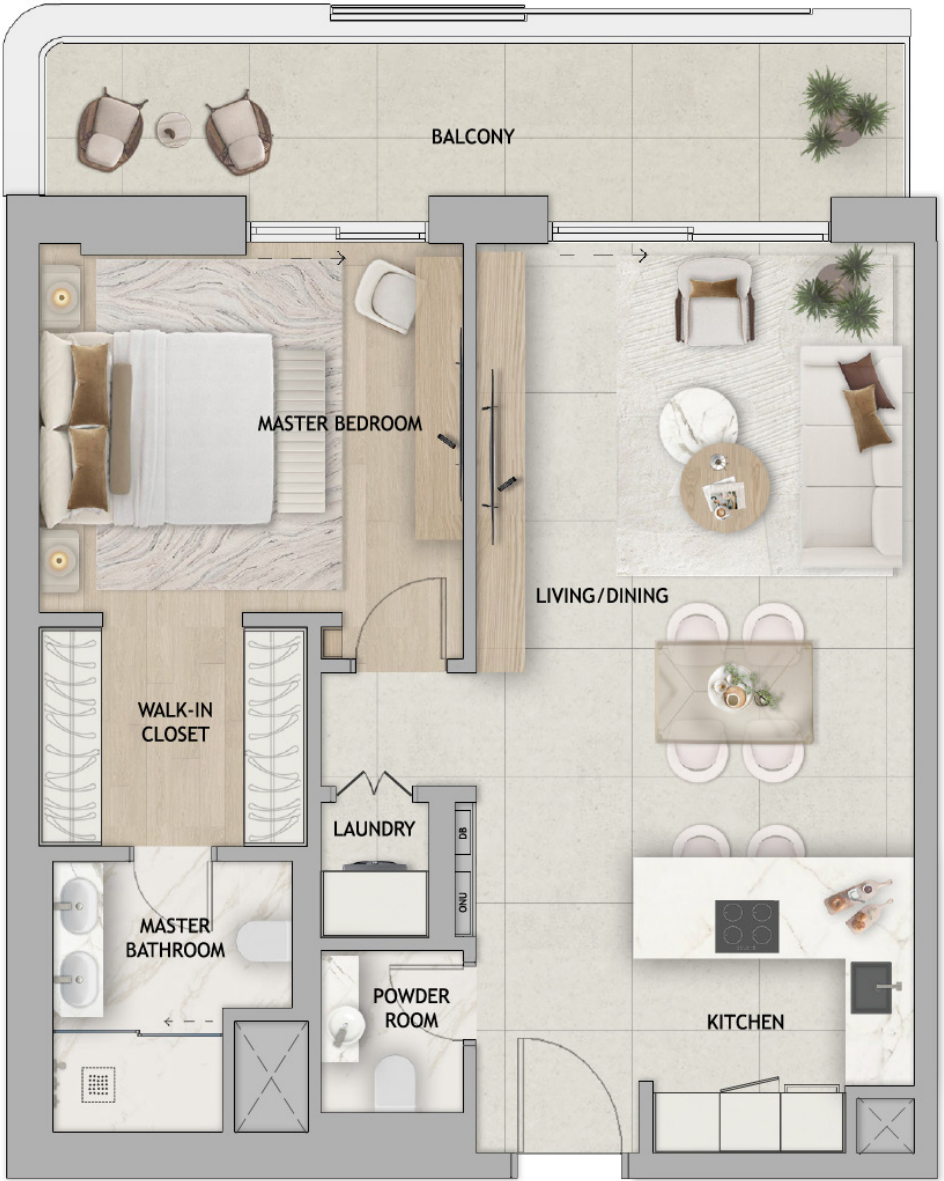 BALCONY
MASTER BEDROOM
LIVING/DINING
WALK-IN
CLOSET
LAUNDRY
DB
ONU
MASTER
BATHROOM
POWDER
ROOM
KITCHEN